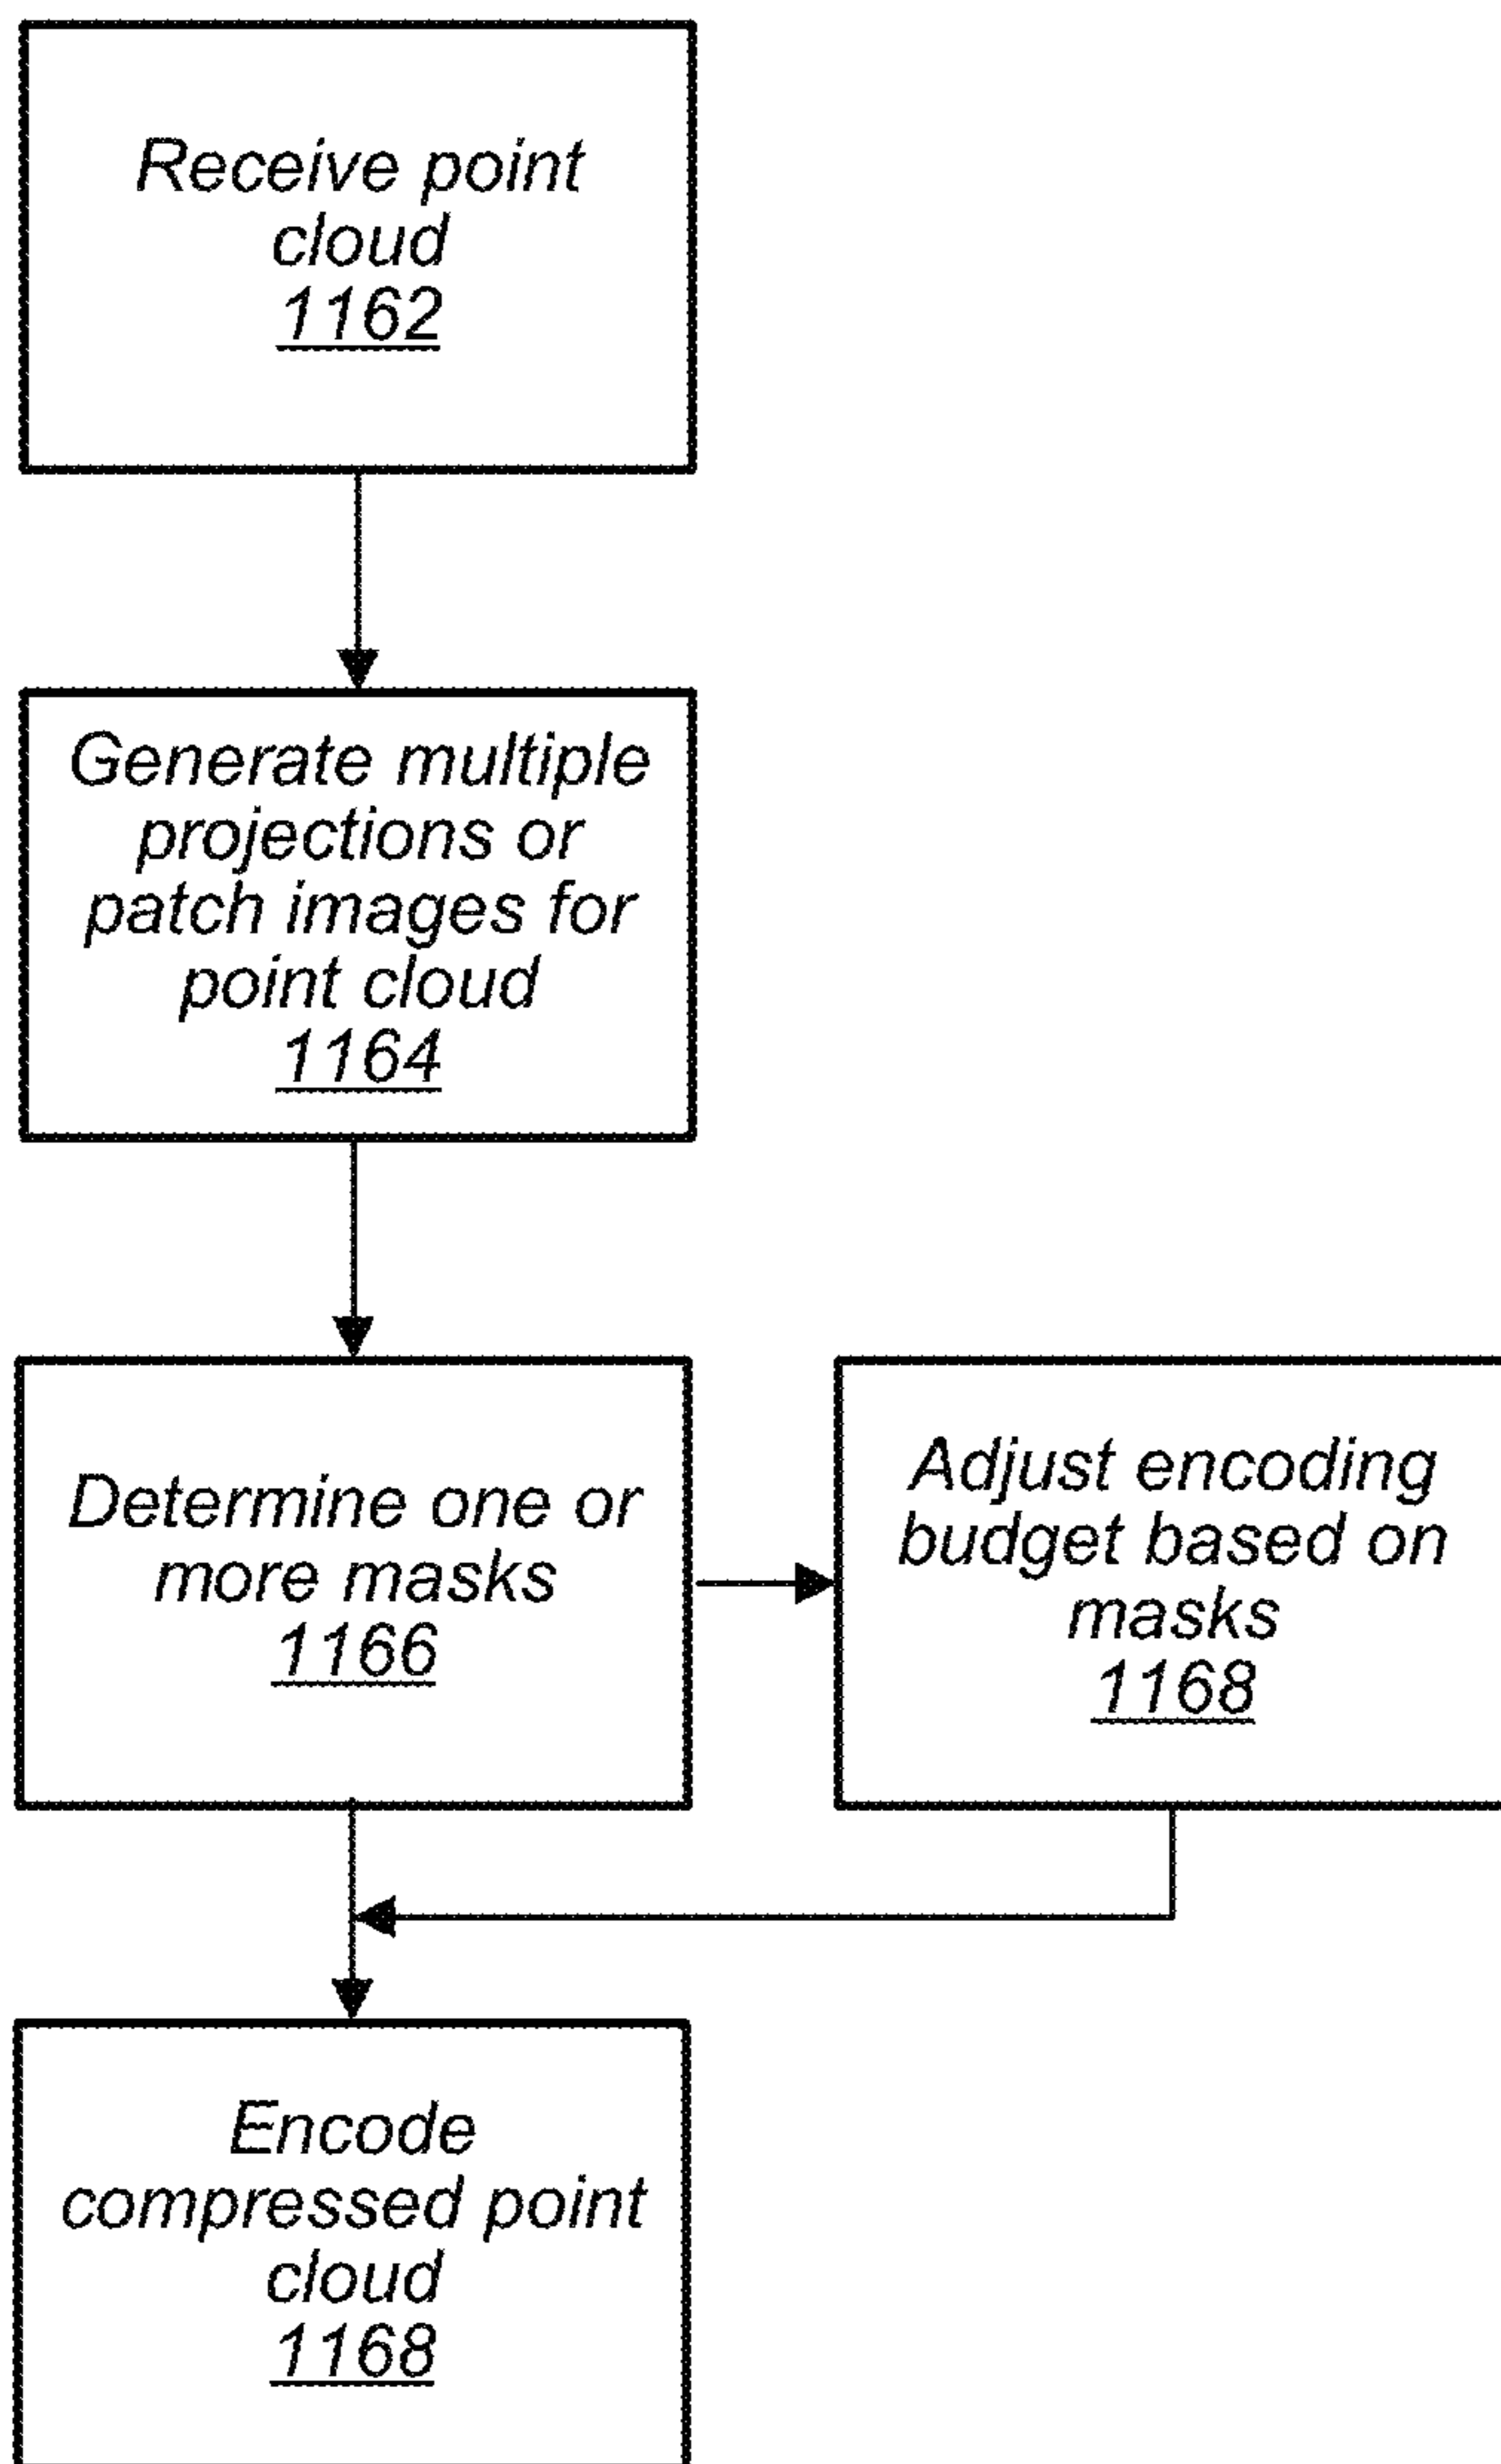 Receive point
cloud
1162
Generate multiple
projections or
patch images for
point cloud
1164
Determine one or
more masks
1166
Adjust encoding
budget based on
masks
1168
Encode
compressed point
cloud
1168